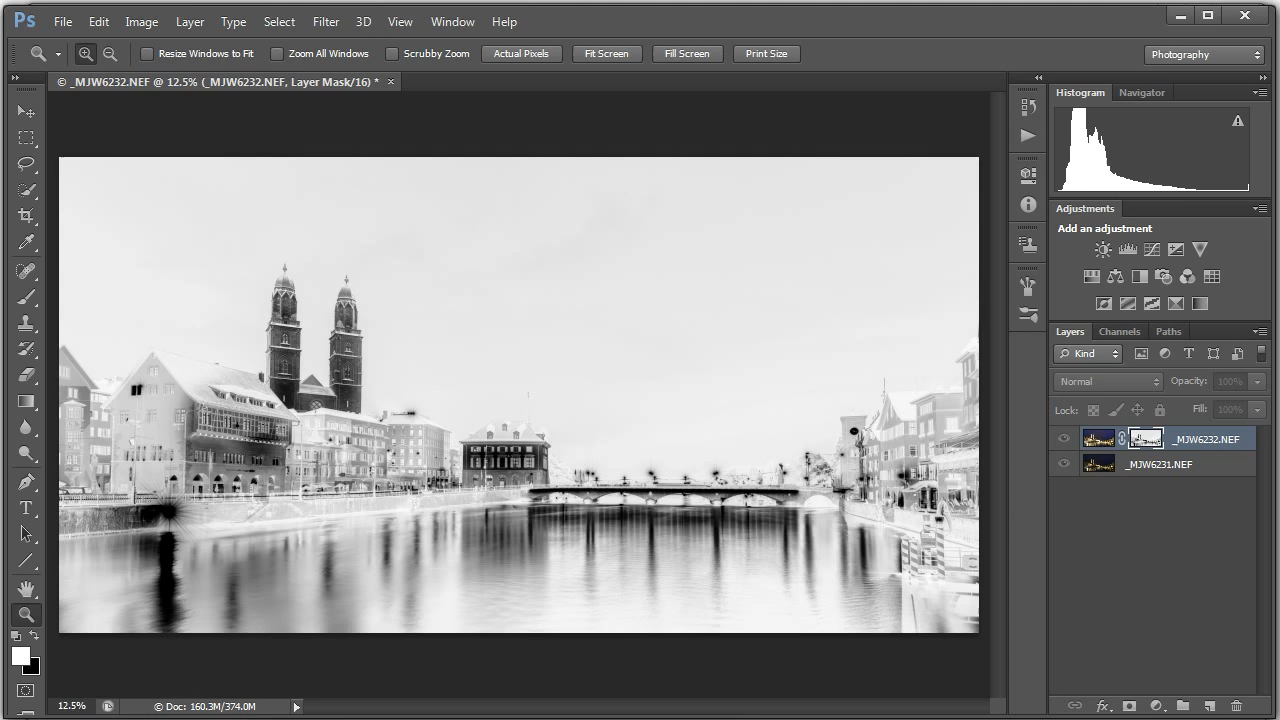 Ps File Edit Image Layer Type Select Filter 3D View Window Help
Resize Windows to Fit Zoom All Windows Scrubby Zoom Actual Pixels Fit Screen Fill Screen Print Size Photography
© _MJW6232.NEF @ 12.5% (_MJW6232.NEF, Layer Mask/16) * ×
Histogram Navigator
Adjustments
Add an adjustment
Layers Channels Paths
Kind
Normal Opacity: 100%
Lock: Fill: 100%
_MJW6232.NEF
_MJW6231.NEF
12.5% © Doc: 160.3M/374.0M